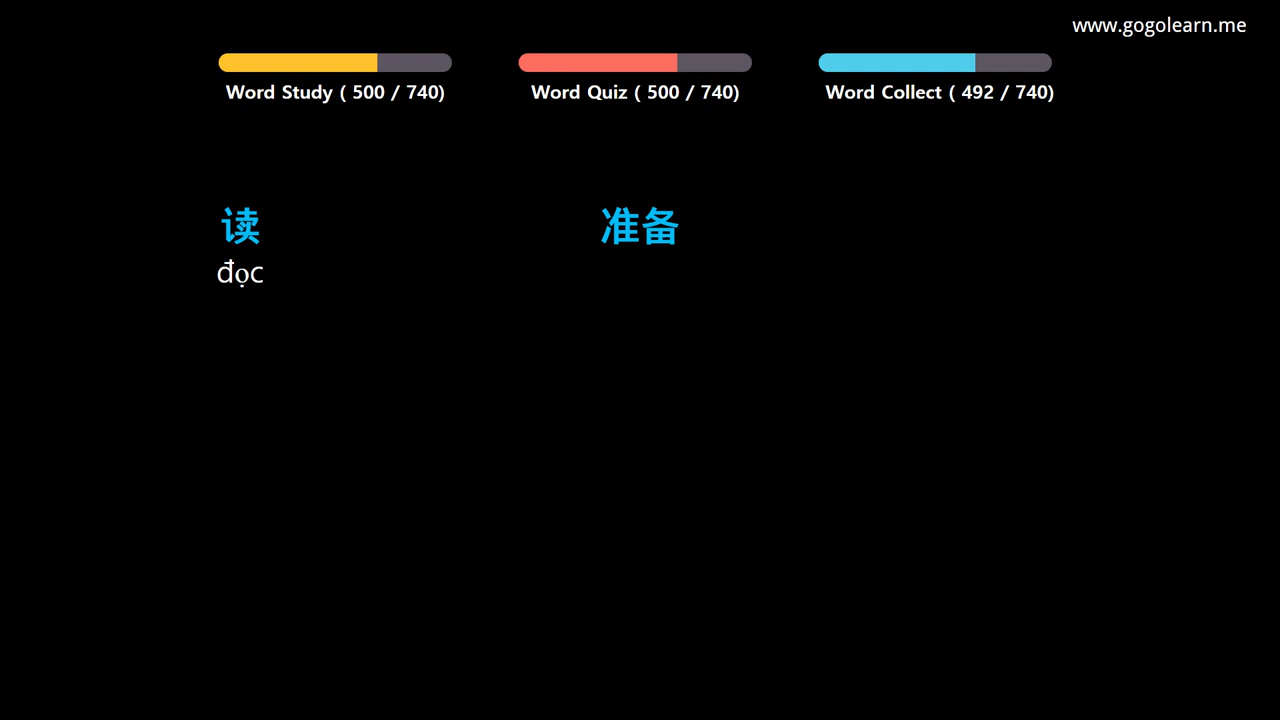 www.gogolearn.me
Word Study ( 500 / 740)
Word Quiz ( 500 / 740)
Word Collect ( 492 / 740)
读
đọc
准备